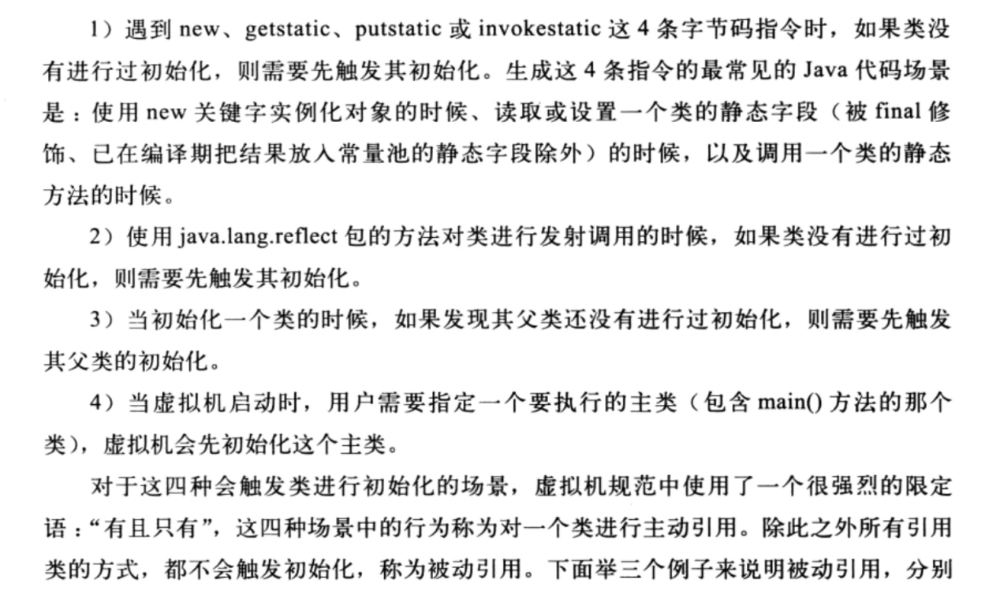 1）遇到 new、getstatic、putstatic 或 invokestatic 这 4 条字节码指令时，如果类没
有进行过初始化，则需要先触发其初始化。生成这 4 条指令的最常见的 Java 代码场景
是：使用 new 关键字实例化对象的时候、读取或设置一个类的静态字段（被 final 修
饰、已在编译期把结果放入常量池的静态字段除外）的时候，以及调用一个类的静态
方法的时候。
2）使用 java.lang.reflect 包的方法对类进行发射调用的时候，如果类没有进行过初
始化，则需要先触发其初始化。
3）当初始化一个类的时候，如果发现其父类还没有进行过初始化，则需要先触发
其父类的初始化。
4）当虚拟机启动时，用户需要指定一个要执行的主类（包含 main() 方法的那个
类），虚拟机会先初始化这个主类。
对于这四种会触发类进行初始化的场景，虚拟机规范中使用了一个很强烈的限定
语：“有且只有”，这四种场景中的行为称为对一个类进行主动引用。除此之外所有引用
类的方式，都不会触发初始化，称为被动引用。下面举三个例子来说明被动引用，分别